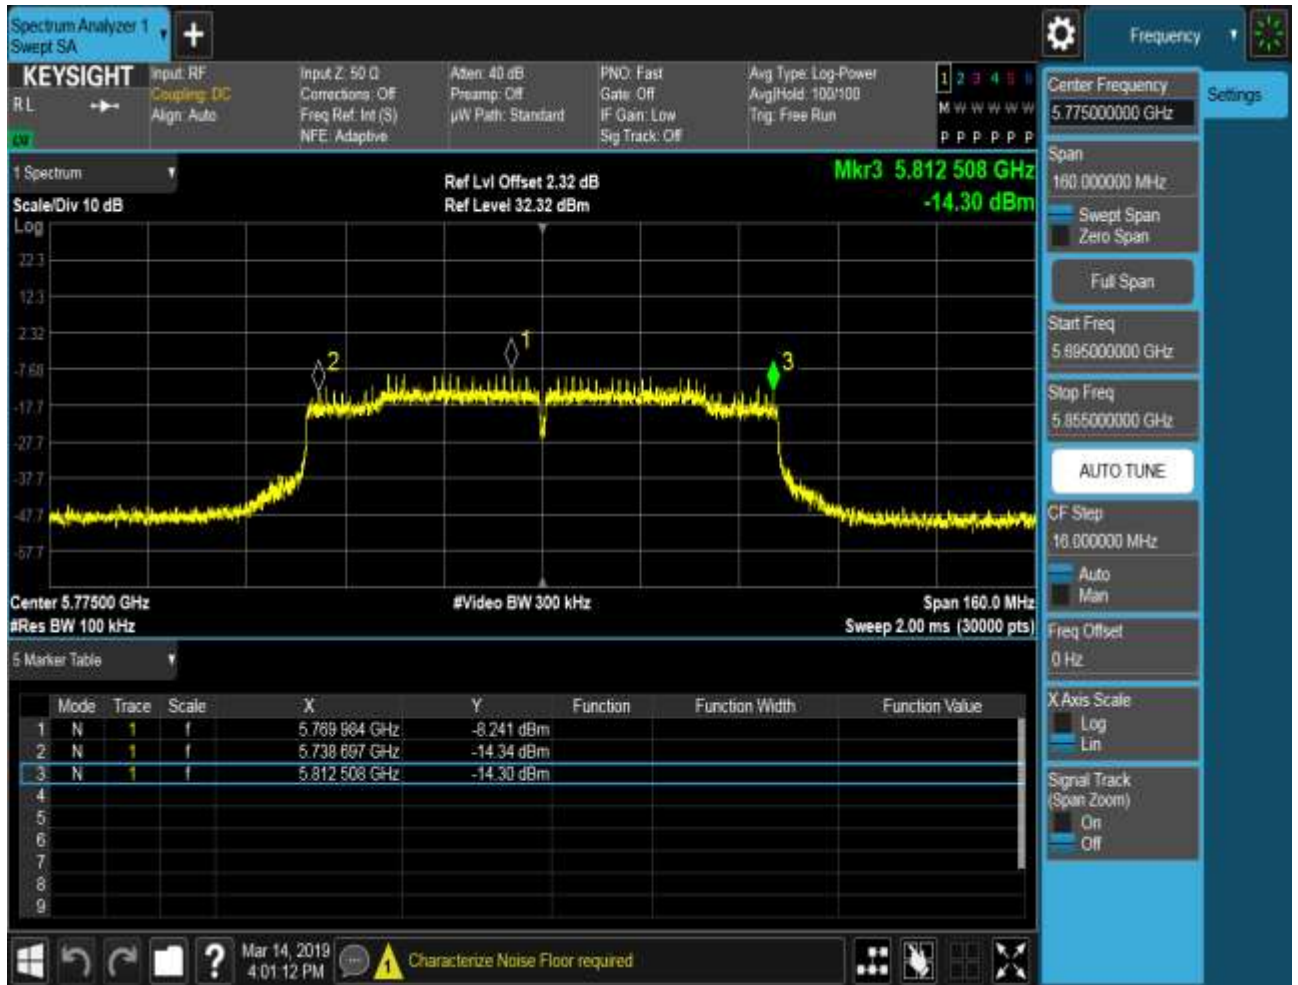 Spectrum Analyzer 1
Swept SA
+
Frequency
KEYSIGHT
RL
Input: RF
Coupling: DC
Align: Auto
Input Z: 50 Ω
Corrections: Off
Freq Ref: Int (S)
NFE: Adaptive
Atten: 40 dB
Preamp: Off
µW Path: Standard
PNO: Fast
Gate: Off
IF Gain: Low
Sig Track: Off
Avg Type: Log-Power
Avg|Hold: 100/100
Trig: Free Run
1 2 3 4 5 6
M W W W W W
P P P P P P
1 Spectrum
Scale/Div 10 dB
Ref Lvl Offset 2.32 dB
Ref Level 32.32 dBm
Mkr3 5.812 508 GHz
-14.30 dBm
Log
22.3
12.3
2.32
-7.68
-17.7
-27.7
-37.7
-47.7
-57.7
1
2
3
Center 5.77500 GHz
#Res BW 100 kHz
#Video BW 300 kHz
Span 160.0 MHz
Sweep 2.00 ms (30000 pts)
5 Marker Table
Mode Trace Scale X Y Function Function Width Function Value
1 N 1 f 5.769 984 GHz -8.241 dBm
2 N 1 f 5.738 697 GHz -14.34 dBm
3 N 1 f 5.812 508 GHz -14.30 dBm
4
5
6
7
8
9
Mar 14, 2019
4:01:12 PM
?
1
Characterize Noise Floor required
Settings
Center Frequency
5.775000000 GHz
Span
160.000000 MHz
Swept Span
Zero Span
Full Span
Start Freq
5.695000000 GHz
Stop Freq
5.855000000 GHz
AUTO TUNE
CF Step
16.000000 MHz
Auto
Man
Freq Offset
0 Hz
X Axis Scale
Log
Lin
Signal Track
(Span Zoom)
On
Off